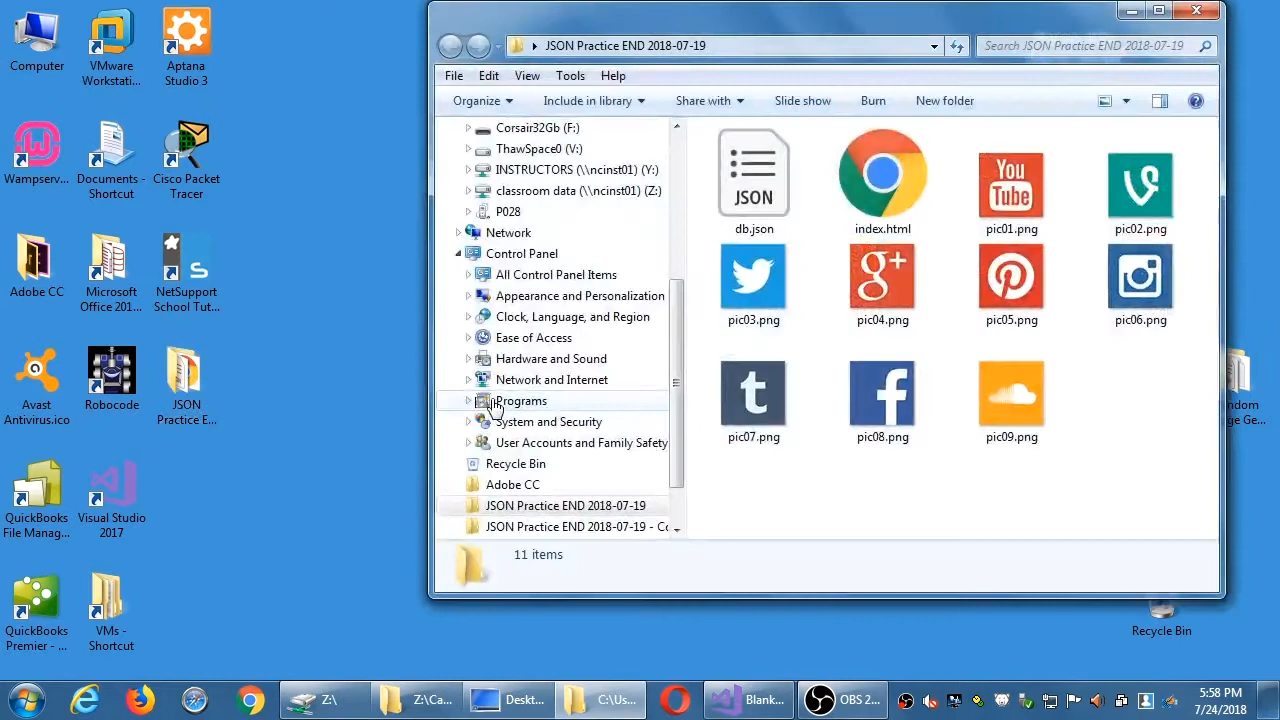 Computer
VMware
Workstati...
Aptana
Studio 3
Wampserv...
Documents -
Shortcut
Cisco Packet
Tracer
Adobe CC
Microsoft
Office 201...
NetSupport
School Tut...
Avast
Antivirus.ico
Robocode
JSON
Practice E...
QuickBooks
File Manag...
Visual Studio
2017
QuickBooks
Premier - ...
VMs -
Shortcut
JSON Practice END 2018-07-19
Search JSON Practice END 2018-07-19
File Edit View Tools Help
Organize Include in library Share with Slide show Burn New folder
Corsair32Gb (F:)
ThawSpace0 (V:)
INSTRUCTORS (\\ncinst01) (Y:)
classroom data (\\ncinst01) (Z:)
P028
Network
Control Panel
All Control Panel Items
Appearance and Personalization
Clock, Language, and Region
Ease of Access
Hardware and Sound
Network and Internet
Programs
System and Security
User Accounts and Family Safety
Recycle Bin
Adobe CC
JSON Practice END 2018-07-19
JSON Practice END 2018-07-19 - Co
JSON
You
Tube
db.json index.html pic01.png pic02.png
g+
pic03.png pic04.png pic05.png pic06.png
t f
pic07.png pic08.png pic09.png
11 items
ndom
ge Ge...
Recycle Bin
Z:\ Z:\Ca... Deskt... C:\Us... Blank... OBS 2...
5:58 PM
7/24/2018